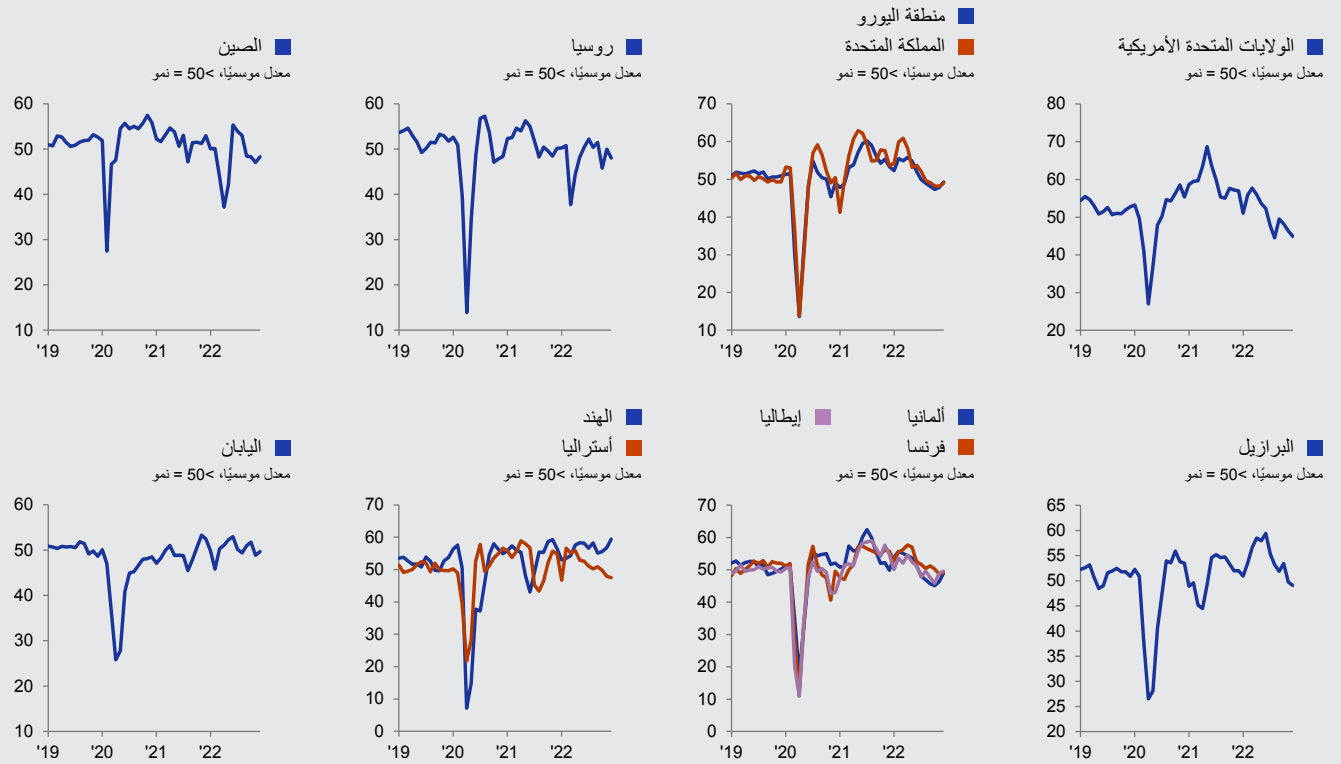 الولايات المتحدة الأمريكية
معدل موسميًا، >50 = نمو
80
70
60
50
40
30
20
'19 '20 '21 '22
منطقة اليورو
المملكة المتحدة
معدل موسميًا، >50 = نمو
70
60
50
40
30
20
10
'19 '20 '21 '22
روسيا
معدل موسميًا، >50 = نمو
60
50
40
30
20
10
'19 '20 '21 '22
الصين
معدل موسميًا، >50 = نمو
60
50
40
30
20
10
'19 '20 '21 '22
البرازيل
معدل موسميًا، >50 = نمو
65
60
55
50
45
40
35
30
25
20
'19 '20 '21 '22
ألمانيا إيطاليا
فرنسا
معدل موسميًا، >50 = نمو
70
60
50
40
30
20
10
0
'19 '20 '21 '22
الهند
أستراليا
معدل موسميًا، >50 = نمو
70
60
50
40
30
20
10
0
'19 '20 '21 '22
اليابان
معدل موسميًا، >50 = نمو
60
50
40
30
20
10
'19 '20 '21 '22